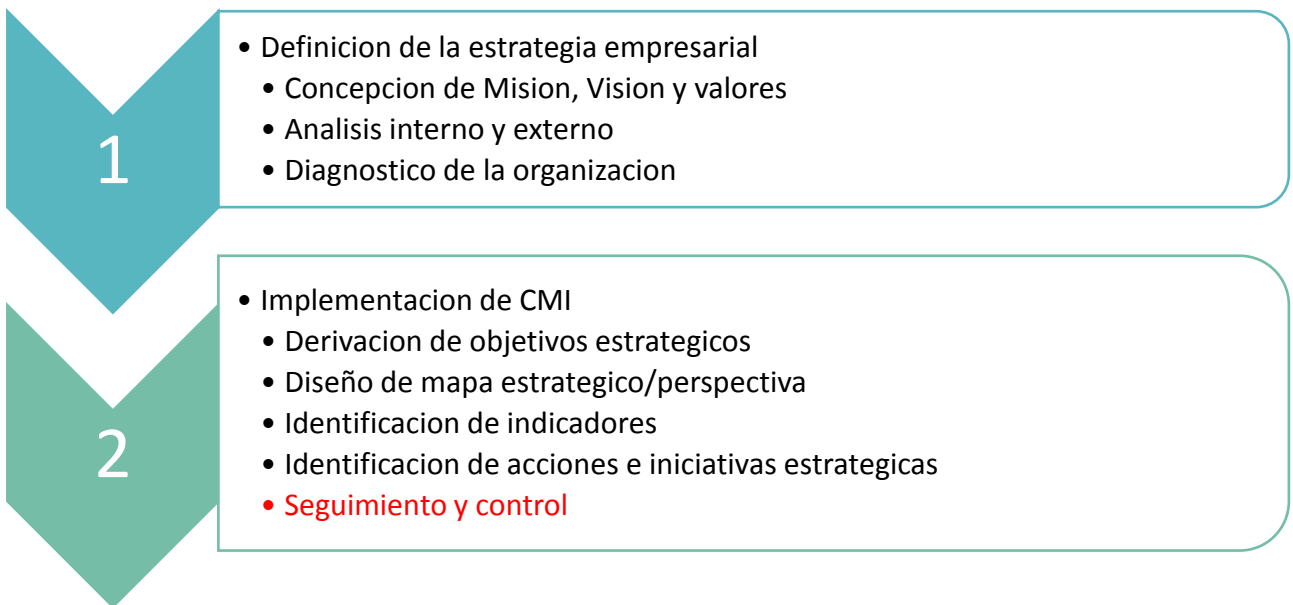 1
• Definicion de la estrategia empresarial
• Concepcion de Mision, Vision y valores
• Analisis interno y externo
• Diagnostico de la organizacion
2
• Implementacion de CMI
• Derivacion de objetivos estrategicos
• Diseño de mapa estrategico/perspectiva
• Identificacion de indicadores
• Identificacion de acciones e iniciativas estrategicas
• Seguimiento y control